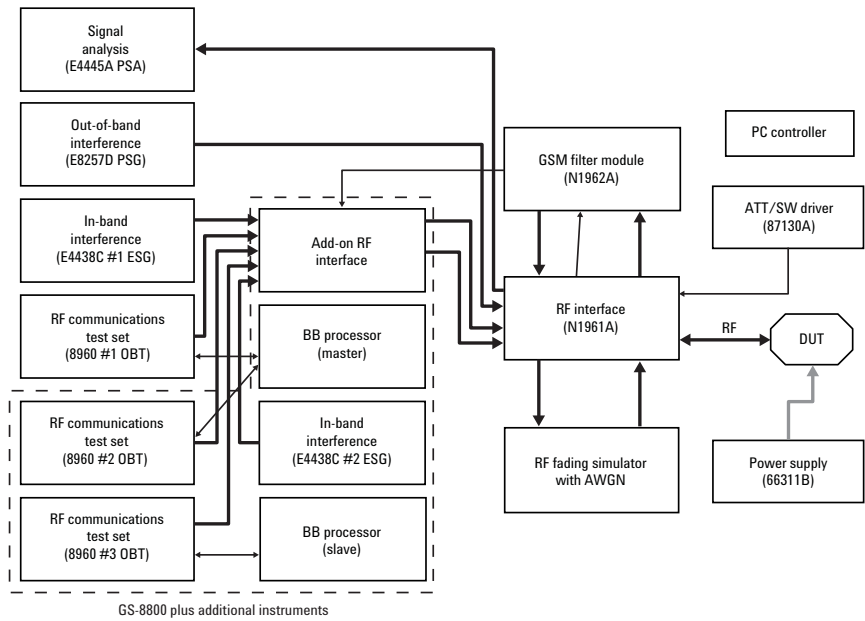 Signal
analysis
(E4445A PSA)
Out-of-band
interference
(E8257D PSG)
In-band
interference
(E4438C #1 ESG)
RF communications
test set
(8960 #1 OBT)
RF communications
test set
(8960 #2 OBT)
RF communications
test set
(8960 #3 OBT)
Add-on RF
interface
BB processor
(master)
In-band
interference
(E4438C #2 ESG)
BB processor
(slave)
GS-8800 plus additional instruments
GSM filter module
(N1962A)
RF interface
(N1961A)
RF fading simulator
with AWGN
PC controller
ATT/SW driver
(87130A)
RF
DUT
Power supply
(66311B)